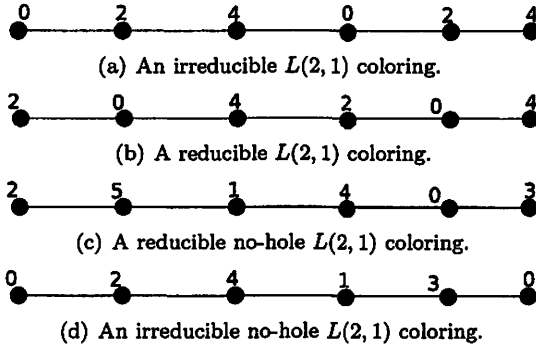 0 2 4 0 2 4
(a) An irreducible L(2, 1) coloring.
2 0 4 2 0 4
(b) A reducible L(2, 1) coloring.
2 5 1 4 0 3
(c) A reducible no-hole L(2, 1) coloring.
0 2 4 1 3 0
(d) An irreducible no-hole L(2, 1) coloring.